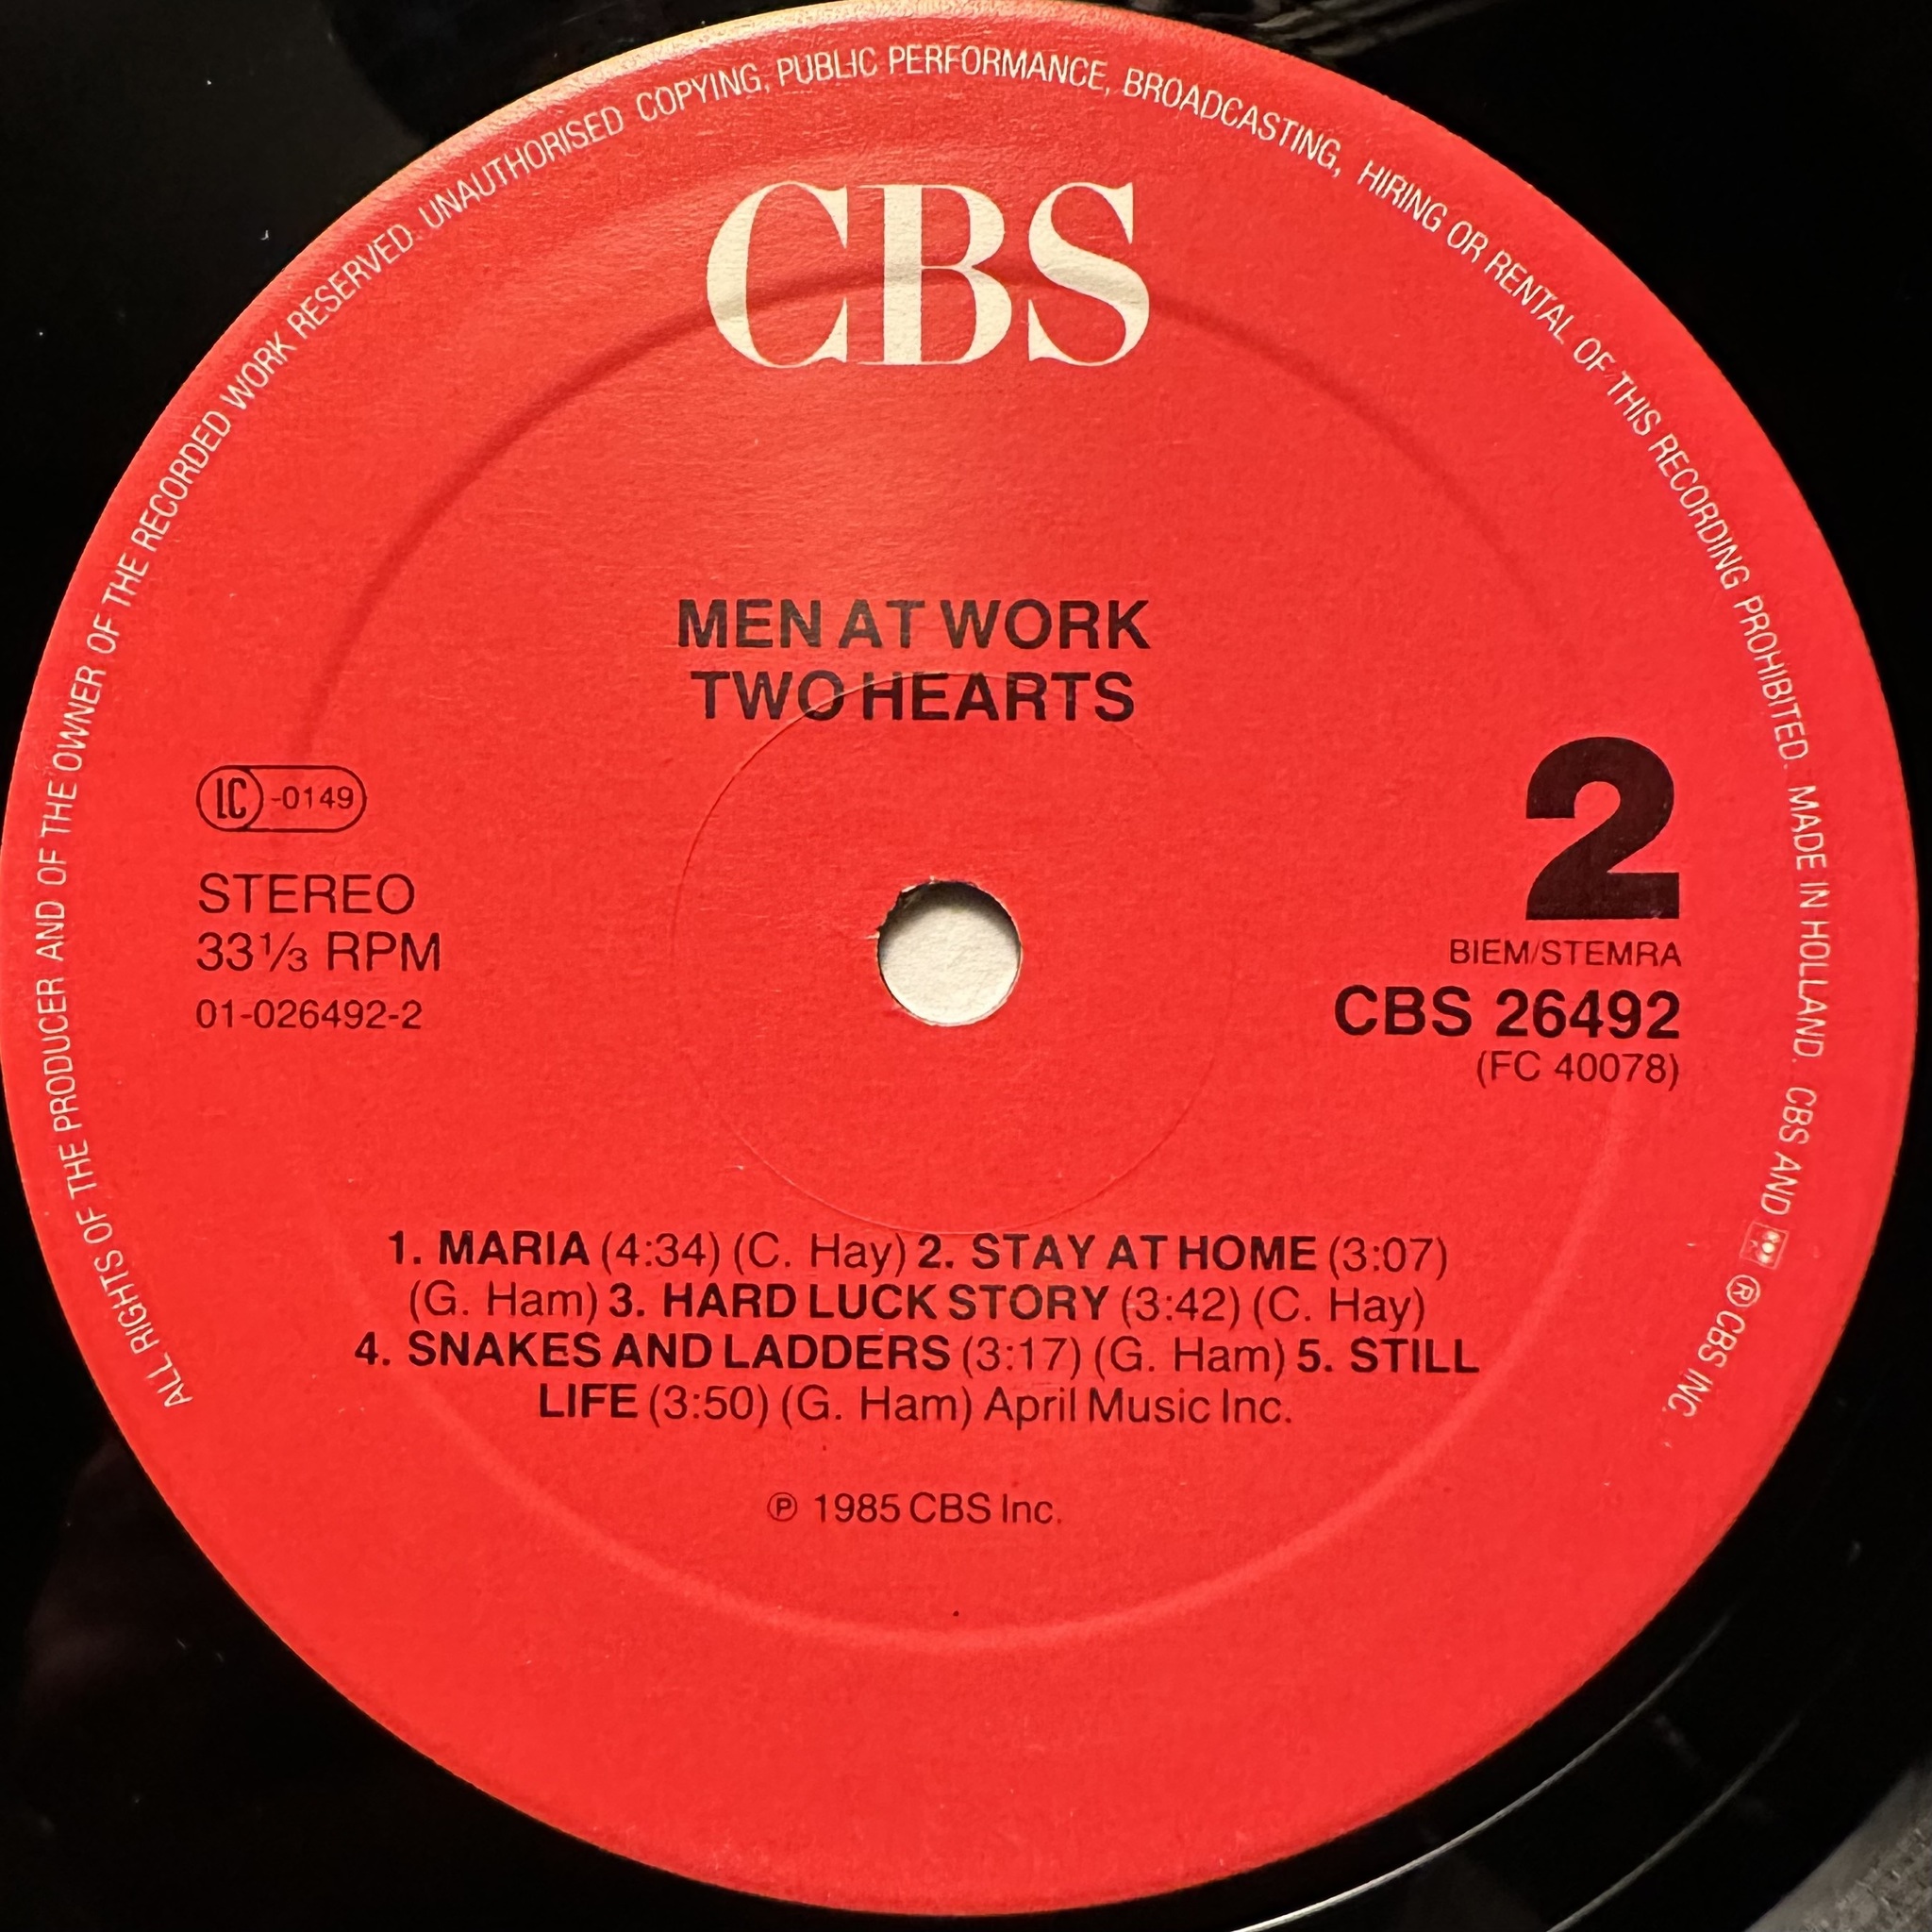 ALL RIGHTS OF THE PRODUCER AND OF THE OWNER OF THE RECORDED WORK RESERVED. UNAUTHORISED COPYING, PUBLIC PERFORMANCE, BROADCASTING, HIRING OR RENTAL OF THIS RECORDING PROHIBITED. MADE IN HOLLAND. CBS AND ® CBS INC.
CBS
MEN AT WORK
TWO HEARTS
LC -0149
STEREO
33⅓ RPM
01-026492-2
2
BIEM/STEMRA
CBS 26492
(FC 40078)
1. MARIA (4:34) (C. Hay) 2. STAY AT HOME (3:07)
(G. Ham) 3. HARD LUCK STORY (3:42) (C. Hay)
4. SNAKES AND LADDERS (3:17) (G. Ham) 5. STILL
LIFE (3:50) (G. Ham) April Music Inc.
℗ 1985 CBS Inc.